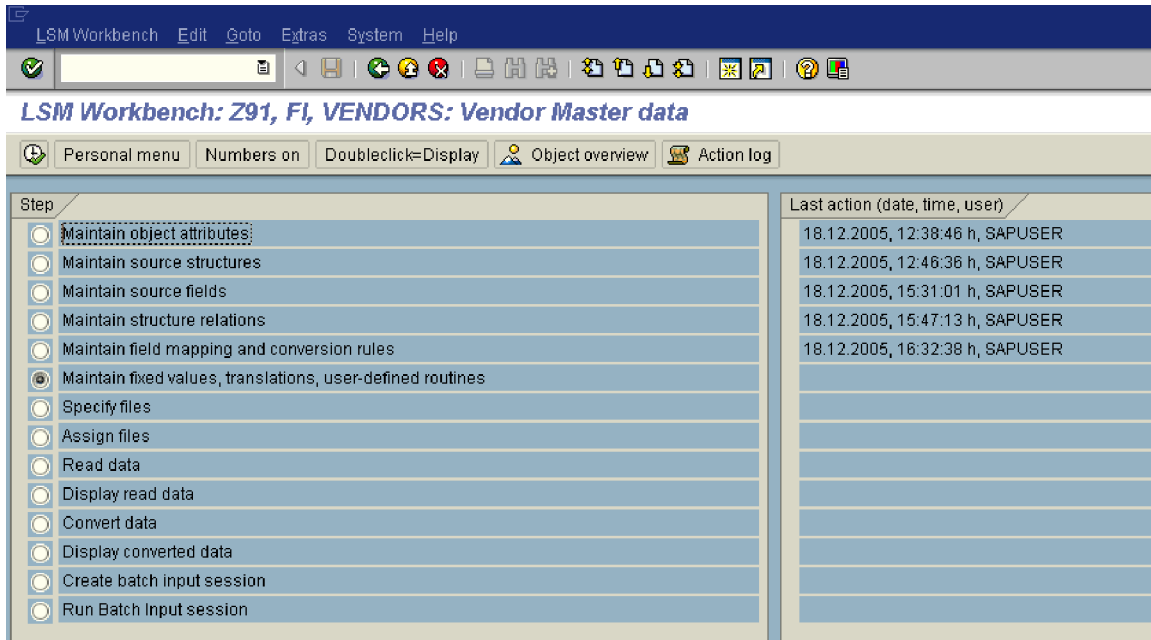 LSM Workbench Edit Goto Extras System Help
LSM Workbench: Z91, FI, VENDORS: Vendor Master data
Personal menu Numbers on Doubleclick=Display Object overview Action log
Step Last action (date, time, user)
Maintain object attributes 18.12.2005, 12:38:46 h, SAPUSER
Maintain source structures 18.12.2005, 12:46:36 h, SAPUSER
Maintain source fields 18.12.2005, 15:31:01 h, SAPUSER
Maintain structure relations 18.12.2005, 15:47:13 h, SAPUSER
Maintain field mapping and conversion rules 18.12.2005, 16:32:38 h, SAPUSER
Maintain fixed values, translations, user-defined routines
Specify files
Assign files
Read data
Display read data
Convert data
Display converted data
Create batch input session
Run Batch Input session